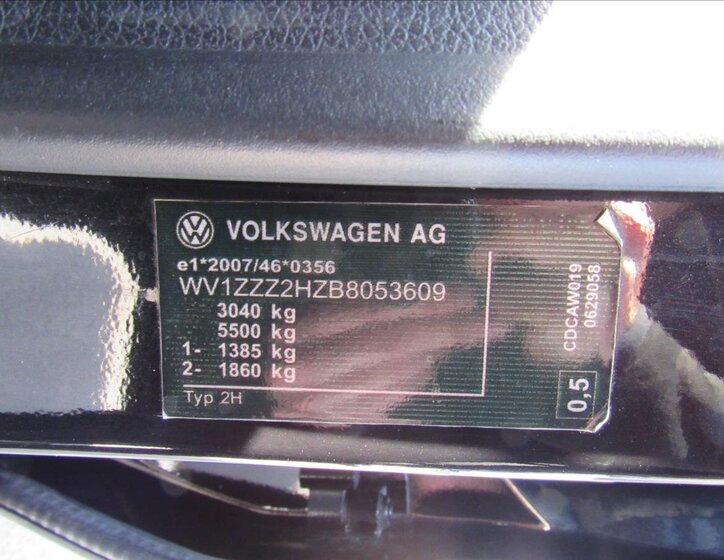 VOLKSWAGEN AG
e1*2007/46*0356
WV1ZZZ2HZB8053609
3040 kg
5500 kg
1- 1385 kg
2- 1860 kg
Typ 2H
CDCAW019
0629058
0,5